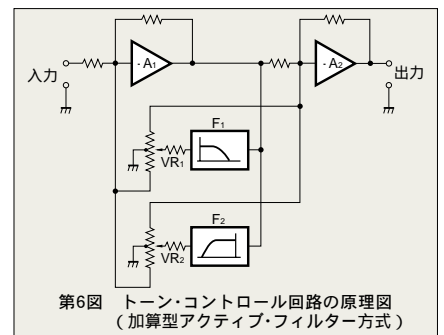 入力
- A₁
- A₂
出力
F₁
VR₁
F₂
VR₂
第6図 トーン・コントロール回路の原理図
(加算型アクティブ・フィルター方式)